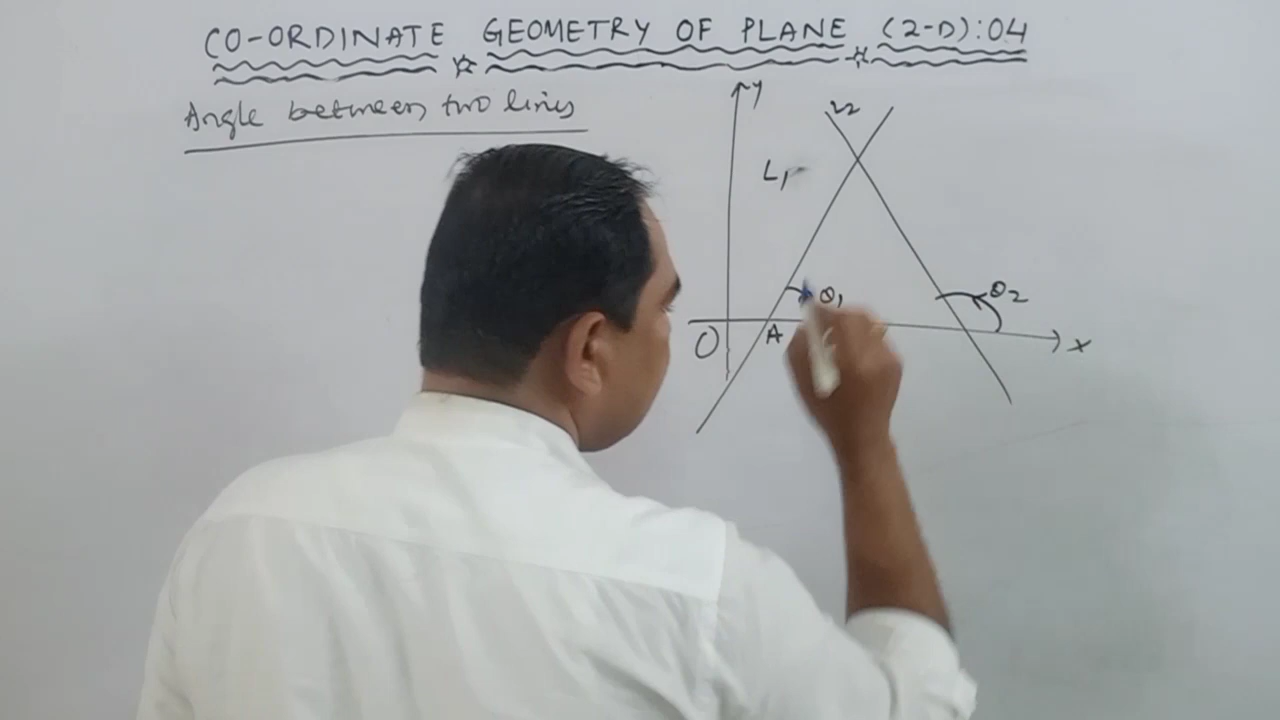 CO-ORDINATE GEOMETRY OF PLANE (2-D):04
Angle between two lines
y
L2
L1
θ1
θ2
O
A
x